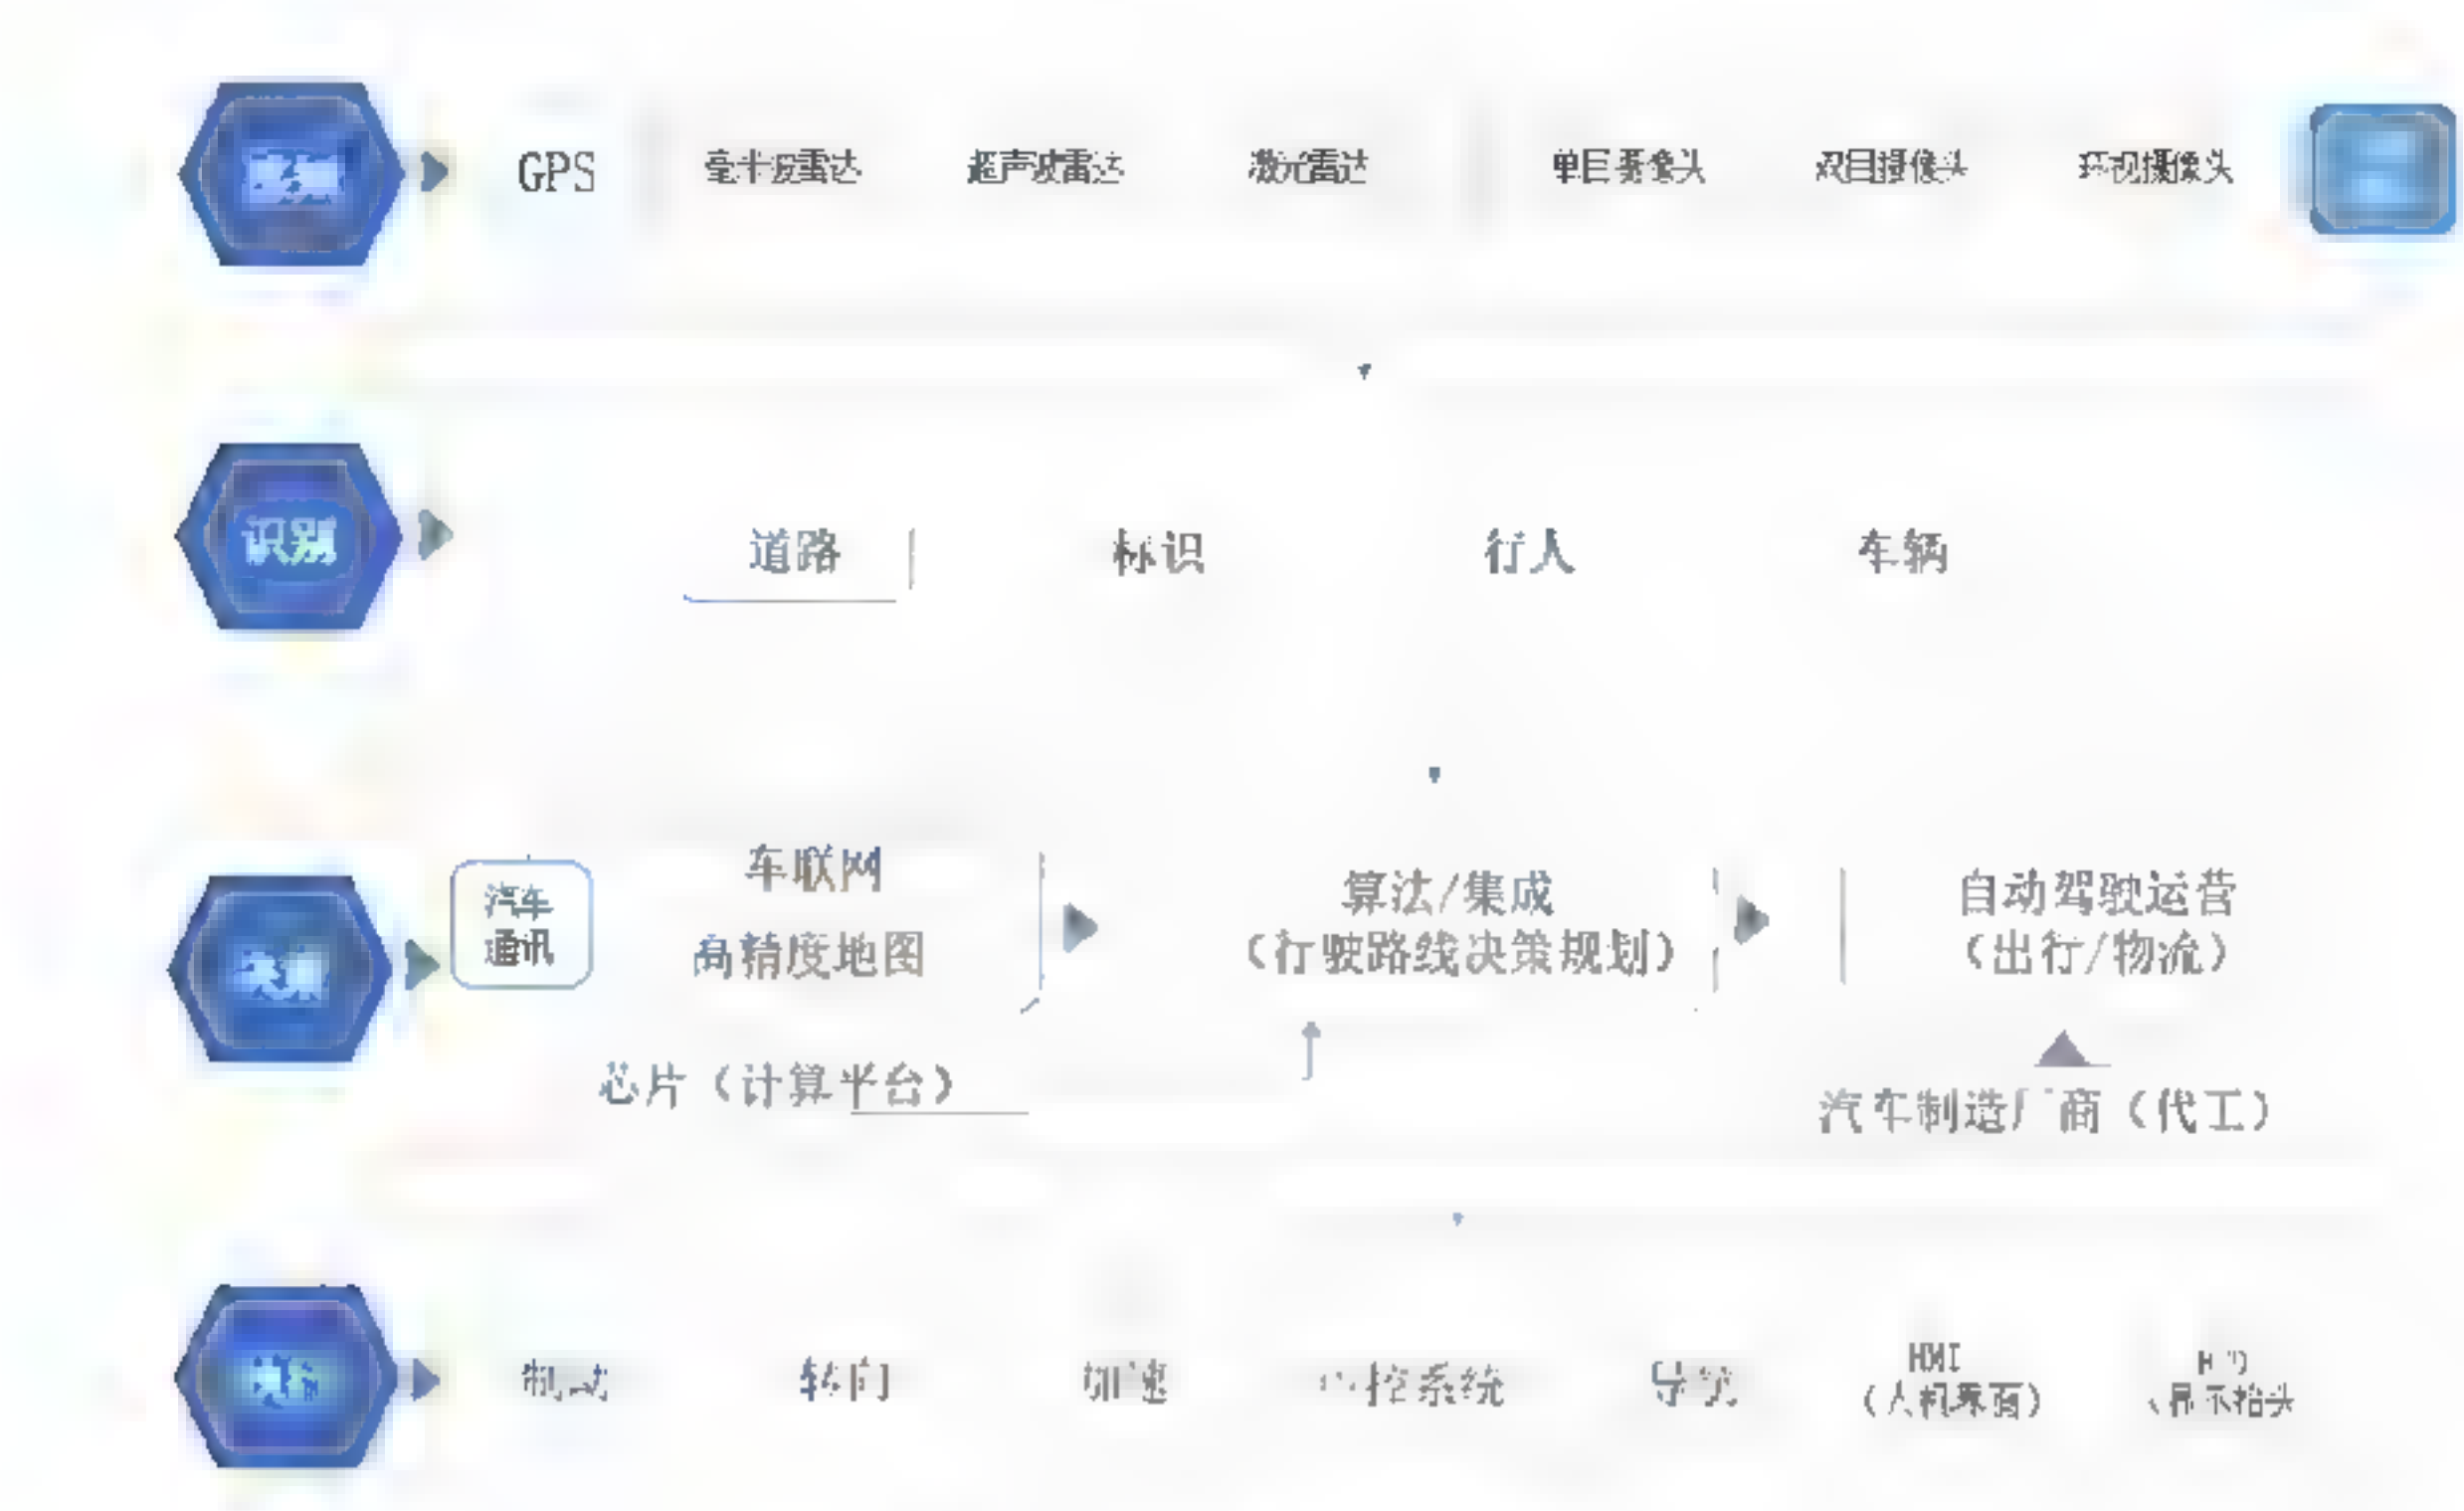 GPS
毫米波雷达
超声波雷达
激光雷达
单目摄像头
双目摄像头
环视摄像头
识别
道路
标识
行人
车辆
汽车
通讯
车联网
高精度地图
算法/集成
（行驶路线决策规划）
自动驾驶运营
（出行/物流）
芯片（计算平台）
汽车制造厂商（代工）
制动
转向
加速
控系统
HMI
（人机界面）